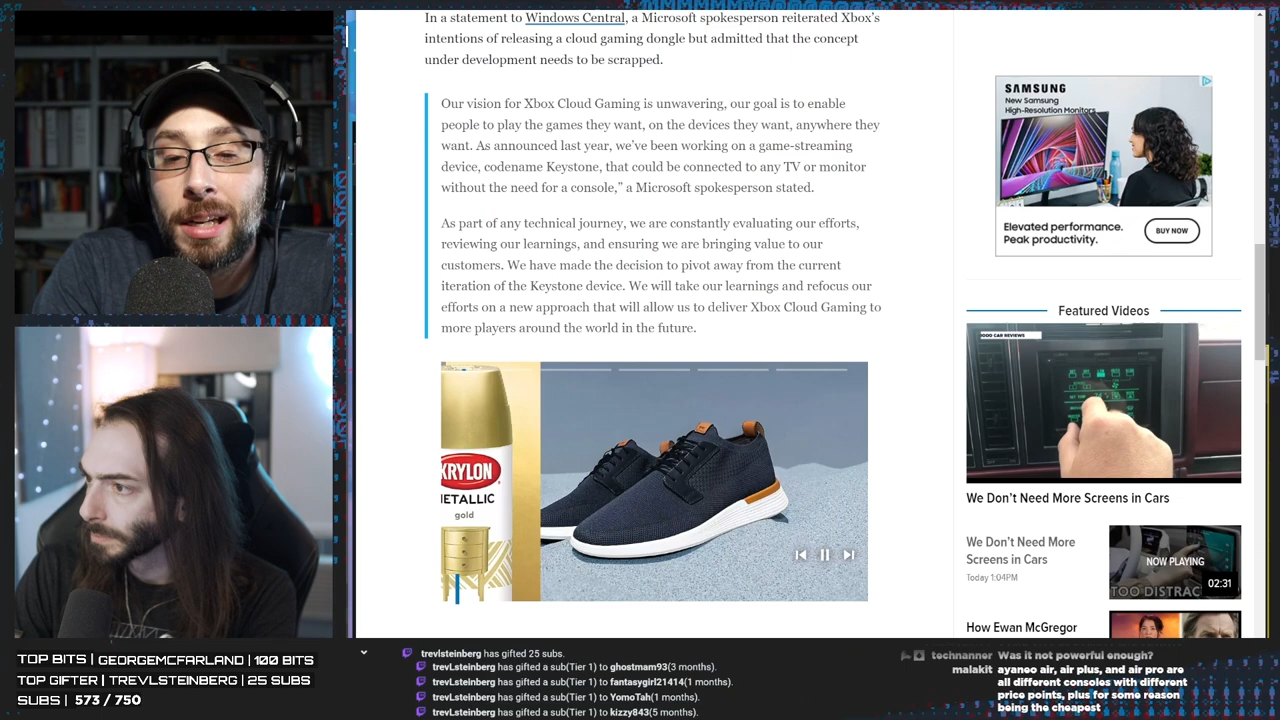 In a statement to Windows Central, a Microsoft spokesperson reiterated Xbox's
intentions of releasing a cloud gaming dongle but admitted that the concept
under development needs to be scrapped.
Our vision for Xbox Cloud Gaming is unwavering, our goal is to enable
people to play the games they want, on the devices they want, anywhere they
want. As announced last year, we've been working on a game-streaming
device, codename Keystone, that could be connected to any TV or monitor
without the need for a console," a Microsoft spokesperson stated.
As part of any technical journey, we are constantly evaluating our efforts,
reviewing our learnings, and ensuring we are bringing value to our
customers. We have made the decision to pivot away from the current
iteration of the Keystone device. We will take our learnings and refocus our
efforts on a new approach that will allow us to deliver Xbox Cloud Gaming to
more players around the world in the future.
KRYLON
METALLIC
gold
SAMSUNG
New Samsung
High-Resolution Monitors
Elevated performance.
Peak productivity.
BUY NOW
Featured Videos
GOOD CAR REVIEWS
We Don't Need More Screens in Cars
We Don't Need More
Screens in Cars
Today 1:04PM
NOW PLAYING
02:31
TOO DISTRAC
How Ewan McGregor
TOP BITS | GEORGEMCFARLAND | 100 BITS
TOP GIFTER | TREVLSTEINBERG | 25 SUBS
SUBS | 573 / 750
trevlsteinberg has gifted 25 subs.
trevLsteinberg has gifted a sub(Tier 1) to ghostmam93(3 months).
trevLsteinberg has gifted a sub(Tier 1) to fantasygirl21414(1 months).
trevLsteinberg has gifted a sub(Tier 1) to YomoTah(1 months).
trevLsteinberg has gifted a sub(Tier 1) to kizzy843(5 months).
technanner Was it not powerful enough?
malakit ayaneo air, air plus, and air pro are
all different consoles with different
price points, plus for some reason
being the cheapest